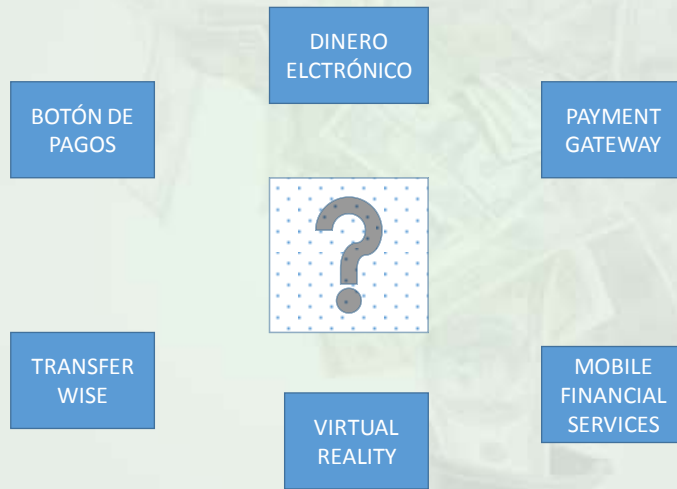 DINERO
ELCTRÓNICO
BOTÓN DE
PAGOS
PAYMENT
GATEWAY
?
TRANSFER
WISE
MOBILE
FINANCIAL
SERVICES
VIRTUAL
REALITY